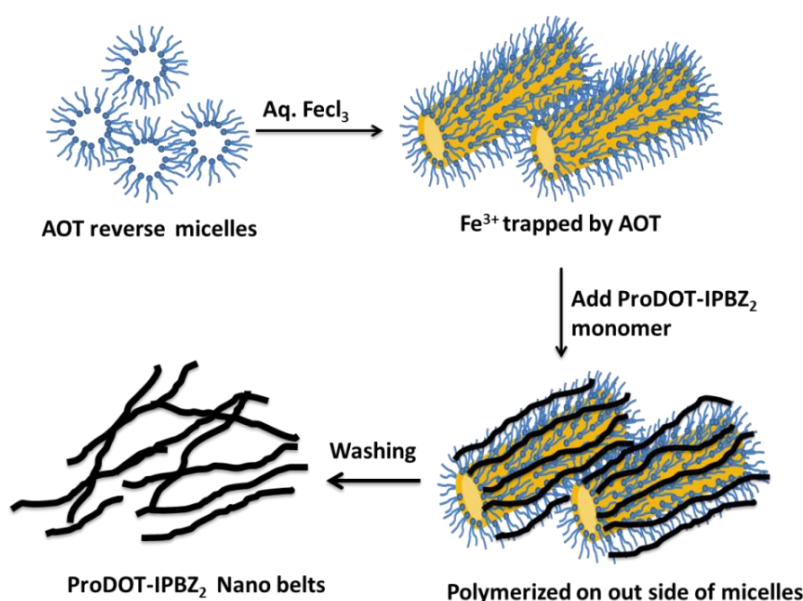 Aq. Fecl₃
AOT reverse micelles
Fe³⁺ trapped by AOT
Add ProDOT-IPBZ₂
monomer
Washing
ProDOT-IPBZ₂ Nano belts
Polymerized on out side of micelles